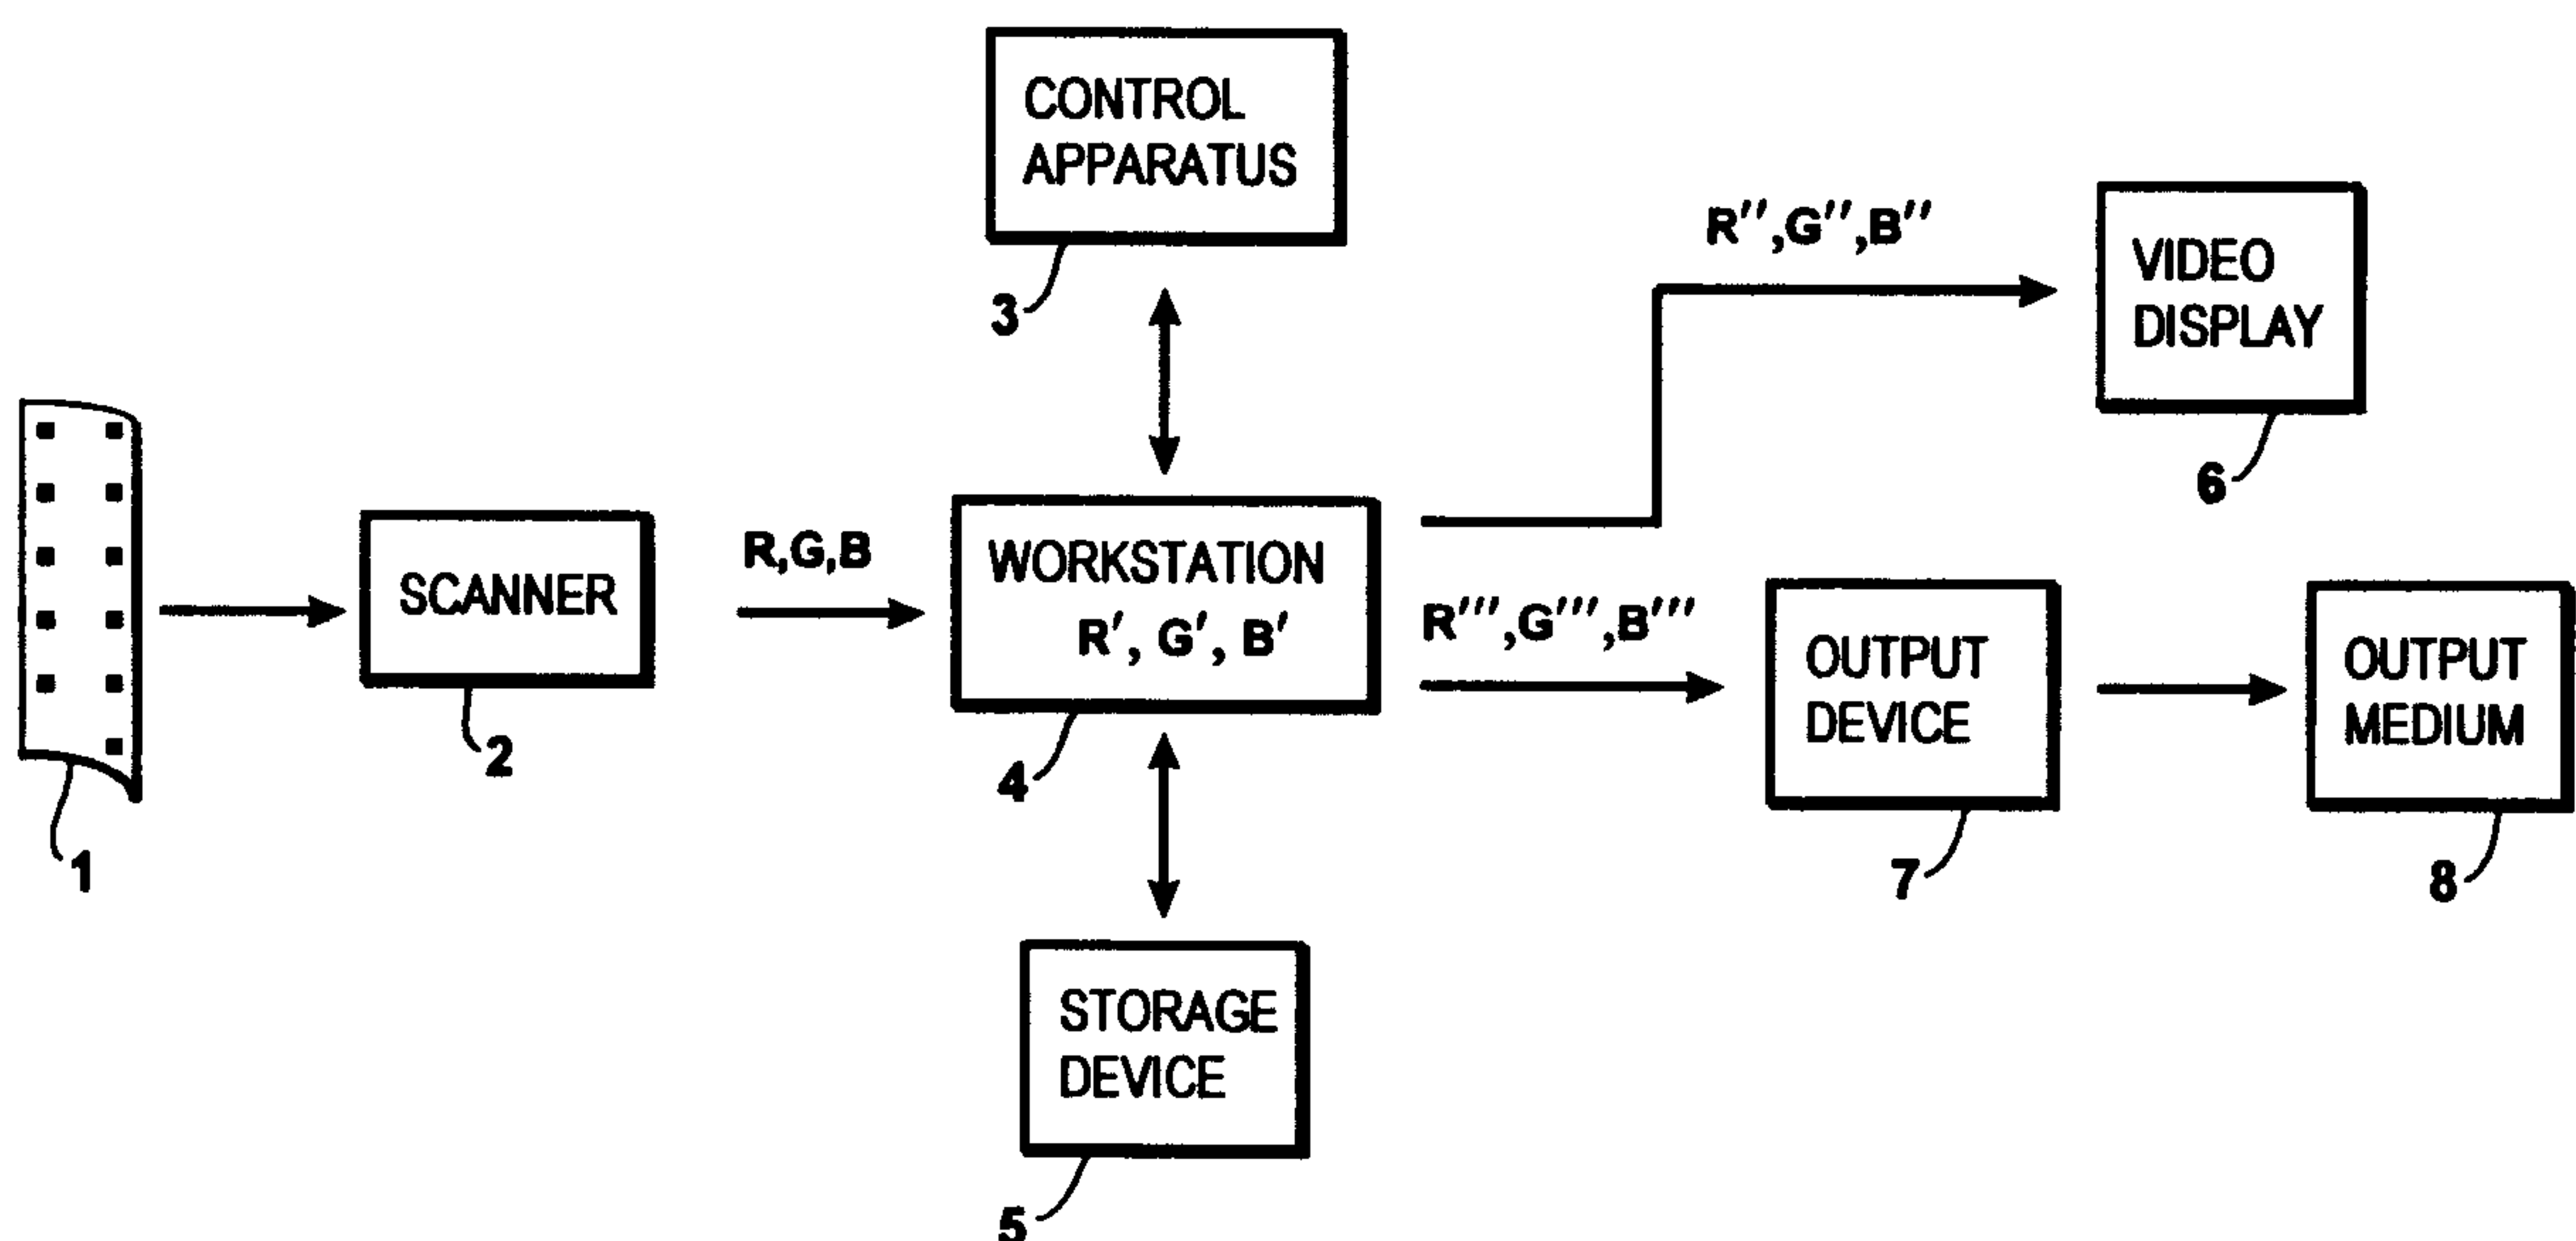 CONTROL
APPARATUS
3
R'',G'',B''
VIDEO
DISPLAY
6
1
SCANNER
2
R,G,B
WORKSTATION
R', G', B'
4
R''',G''',B'''
OUTPUT
DEVICE
7
OUTPUT
MEDIUM
8
STORAGE
DEVICE
5